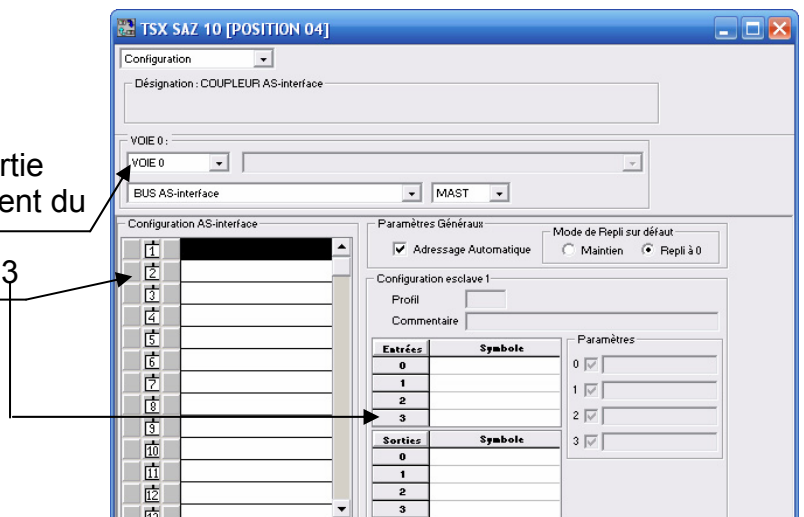 TSX SAZ 10 [POSITION 04]
Configuration
Désignation : COUPLEUR AS-interface
VOIE 0 :
rtie
VOIE 0
ent du
BUS AS-interface MAST
Configuration AS-interface
Paramètres Généraux
Mode de Repli sur défaut
Adressage Automatique
Maintien Repli à 0
3
Configuration esclave 1
Profil
Commentaire
Entrées Symbole
0
1
2
3
Paramètres
0
1
2
3
Sorties Symbole
0
1
2
3
1
2
3
4
5
6
7
8
9
10
11
12
13